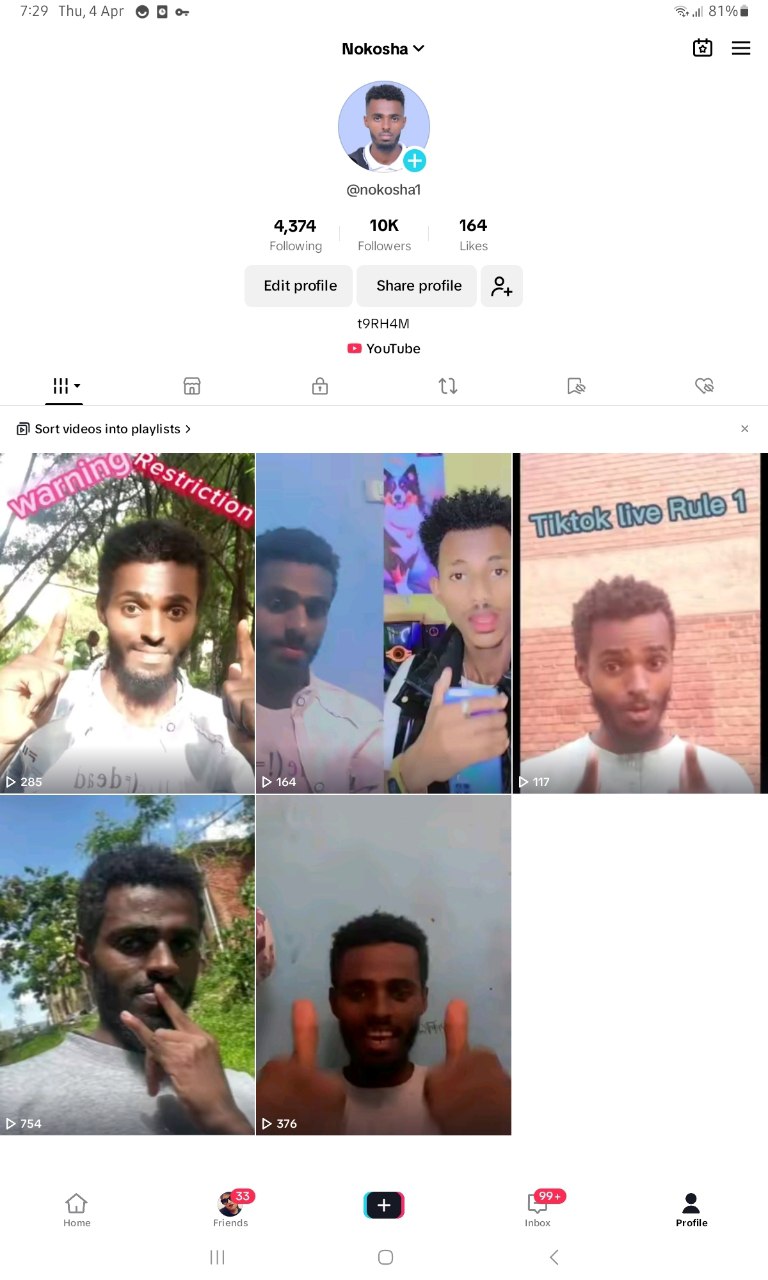 7:29 Thu, 4 Apr 81%
Nokosha
@nokosha1
4,374 10K 164
Following Followers Likes
Edit profile Share profile
t9RH4M
YouTube
Sort videos into playlists
warning Restriction
Tiktok live Rule 1
285 164 117
754 376
33 99+
Home Friends Inbox Profile